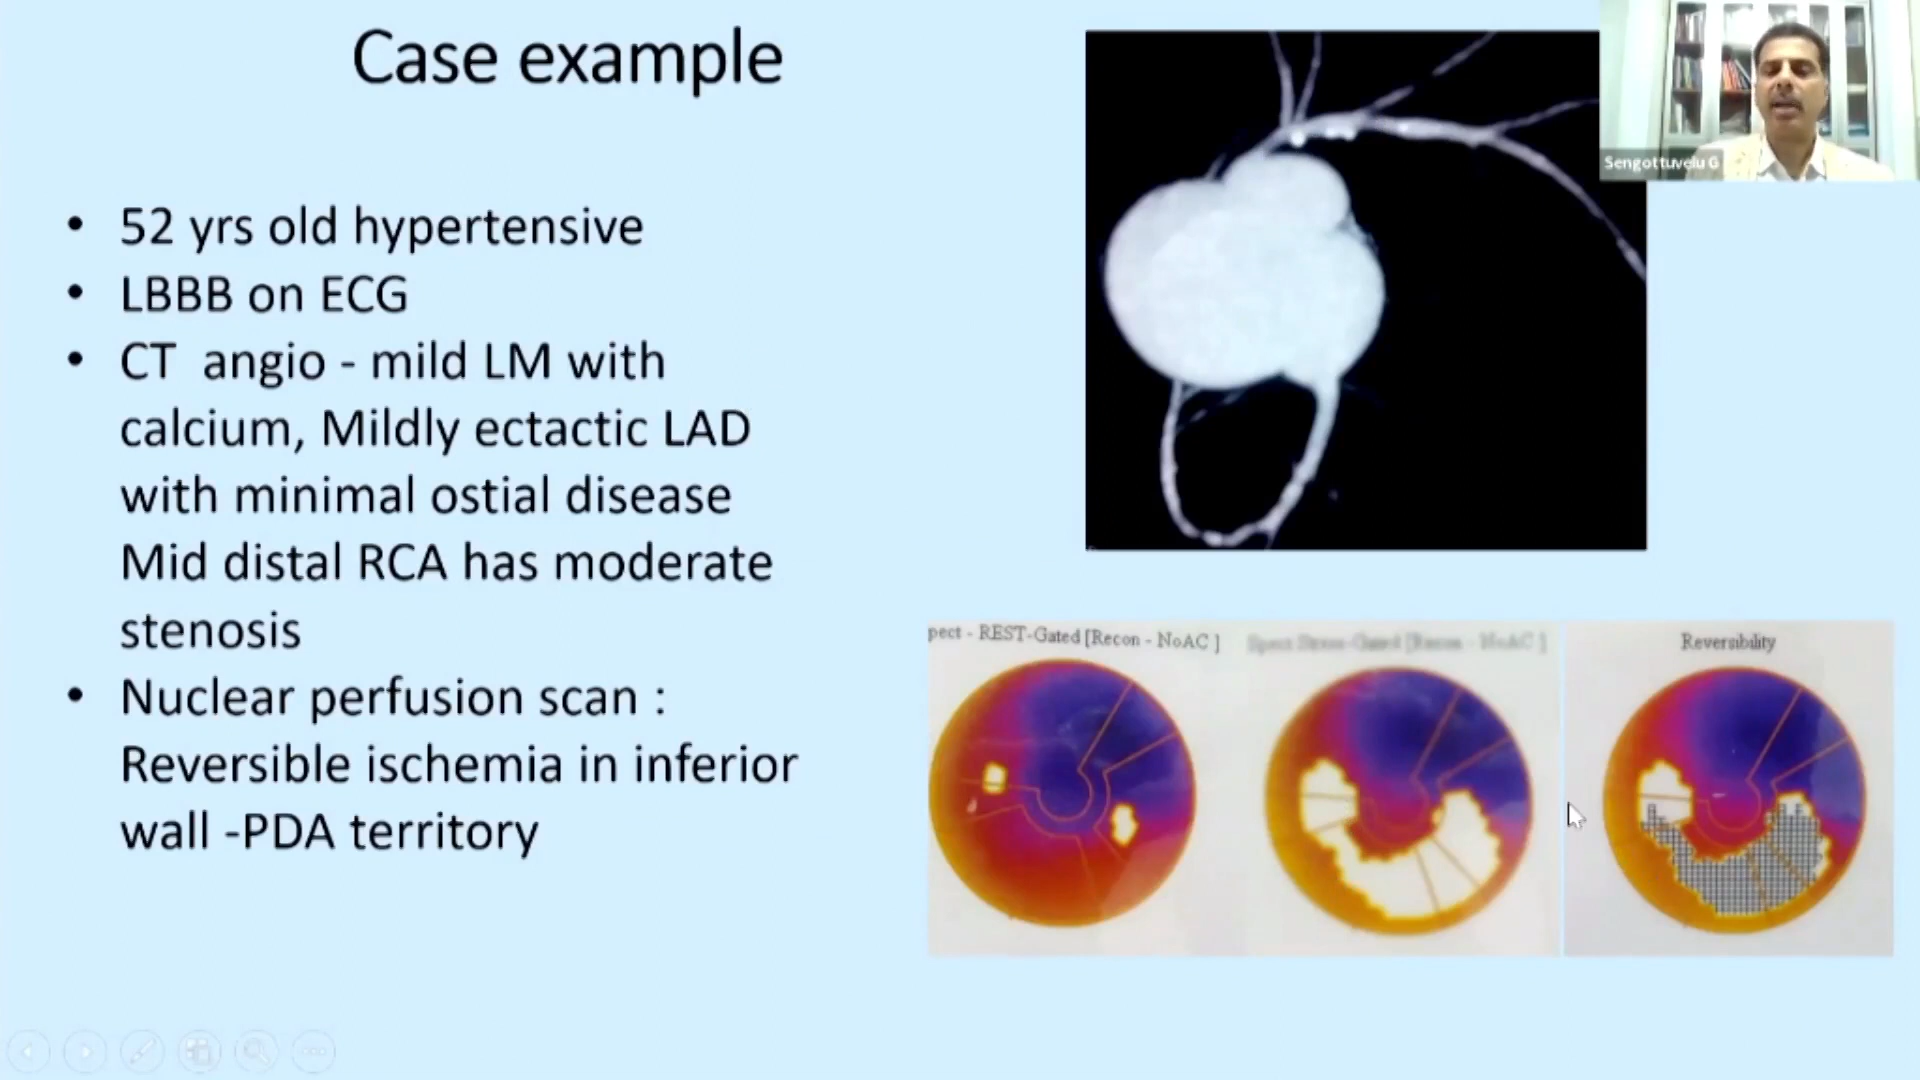 Case example
Sengottuvelu G
• 52 yrs old hypertensive
• LBBB on ECG
• CT angio - mild LM with
calcium, Mildly ectactic LAD
with minimal ostial disease
Mid distal RCA has moderate
stenosis
• Nuclear perfusion scan :
Reversible ischemia in inferior
wall -PDA territory
pect - REST-Gated [Recon - NoAC ]
Spect Stress-Gated [Recon - NoAC ]
Reversibility